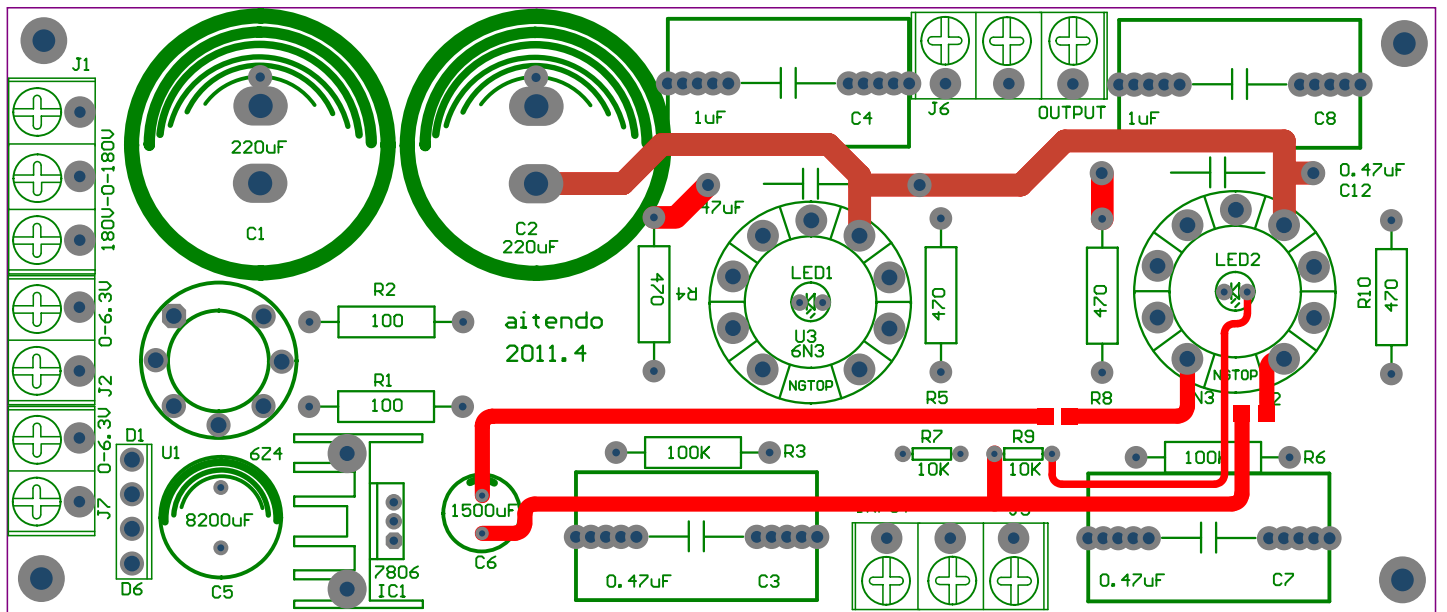 J1
180V-0-180V
0-6.3V
J2
0-6.3V
J7
220uF
C1
C2
220uF
1uF
C4
J6
OUTPUT
1uF
C8
0.47uF
C12
47uF
470
R4
LED1
U3
6N3
NGTOP
470
R5
470
R8
LED2
NGTOP
N3
2
R10
470
R2
100
R1
100
aitendo
2011.4
D1
D6
U1
6Z4
8200uF
C5
7806
IC1
1500uF
C6
100K
R3
R7
10K
R9
10K
100K
R6
0.47uF
C3
0.47uF
C7